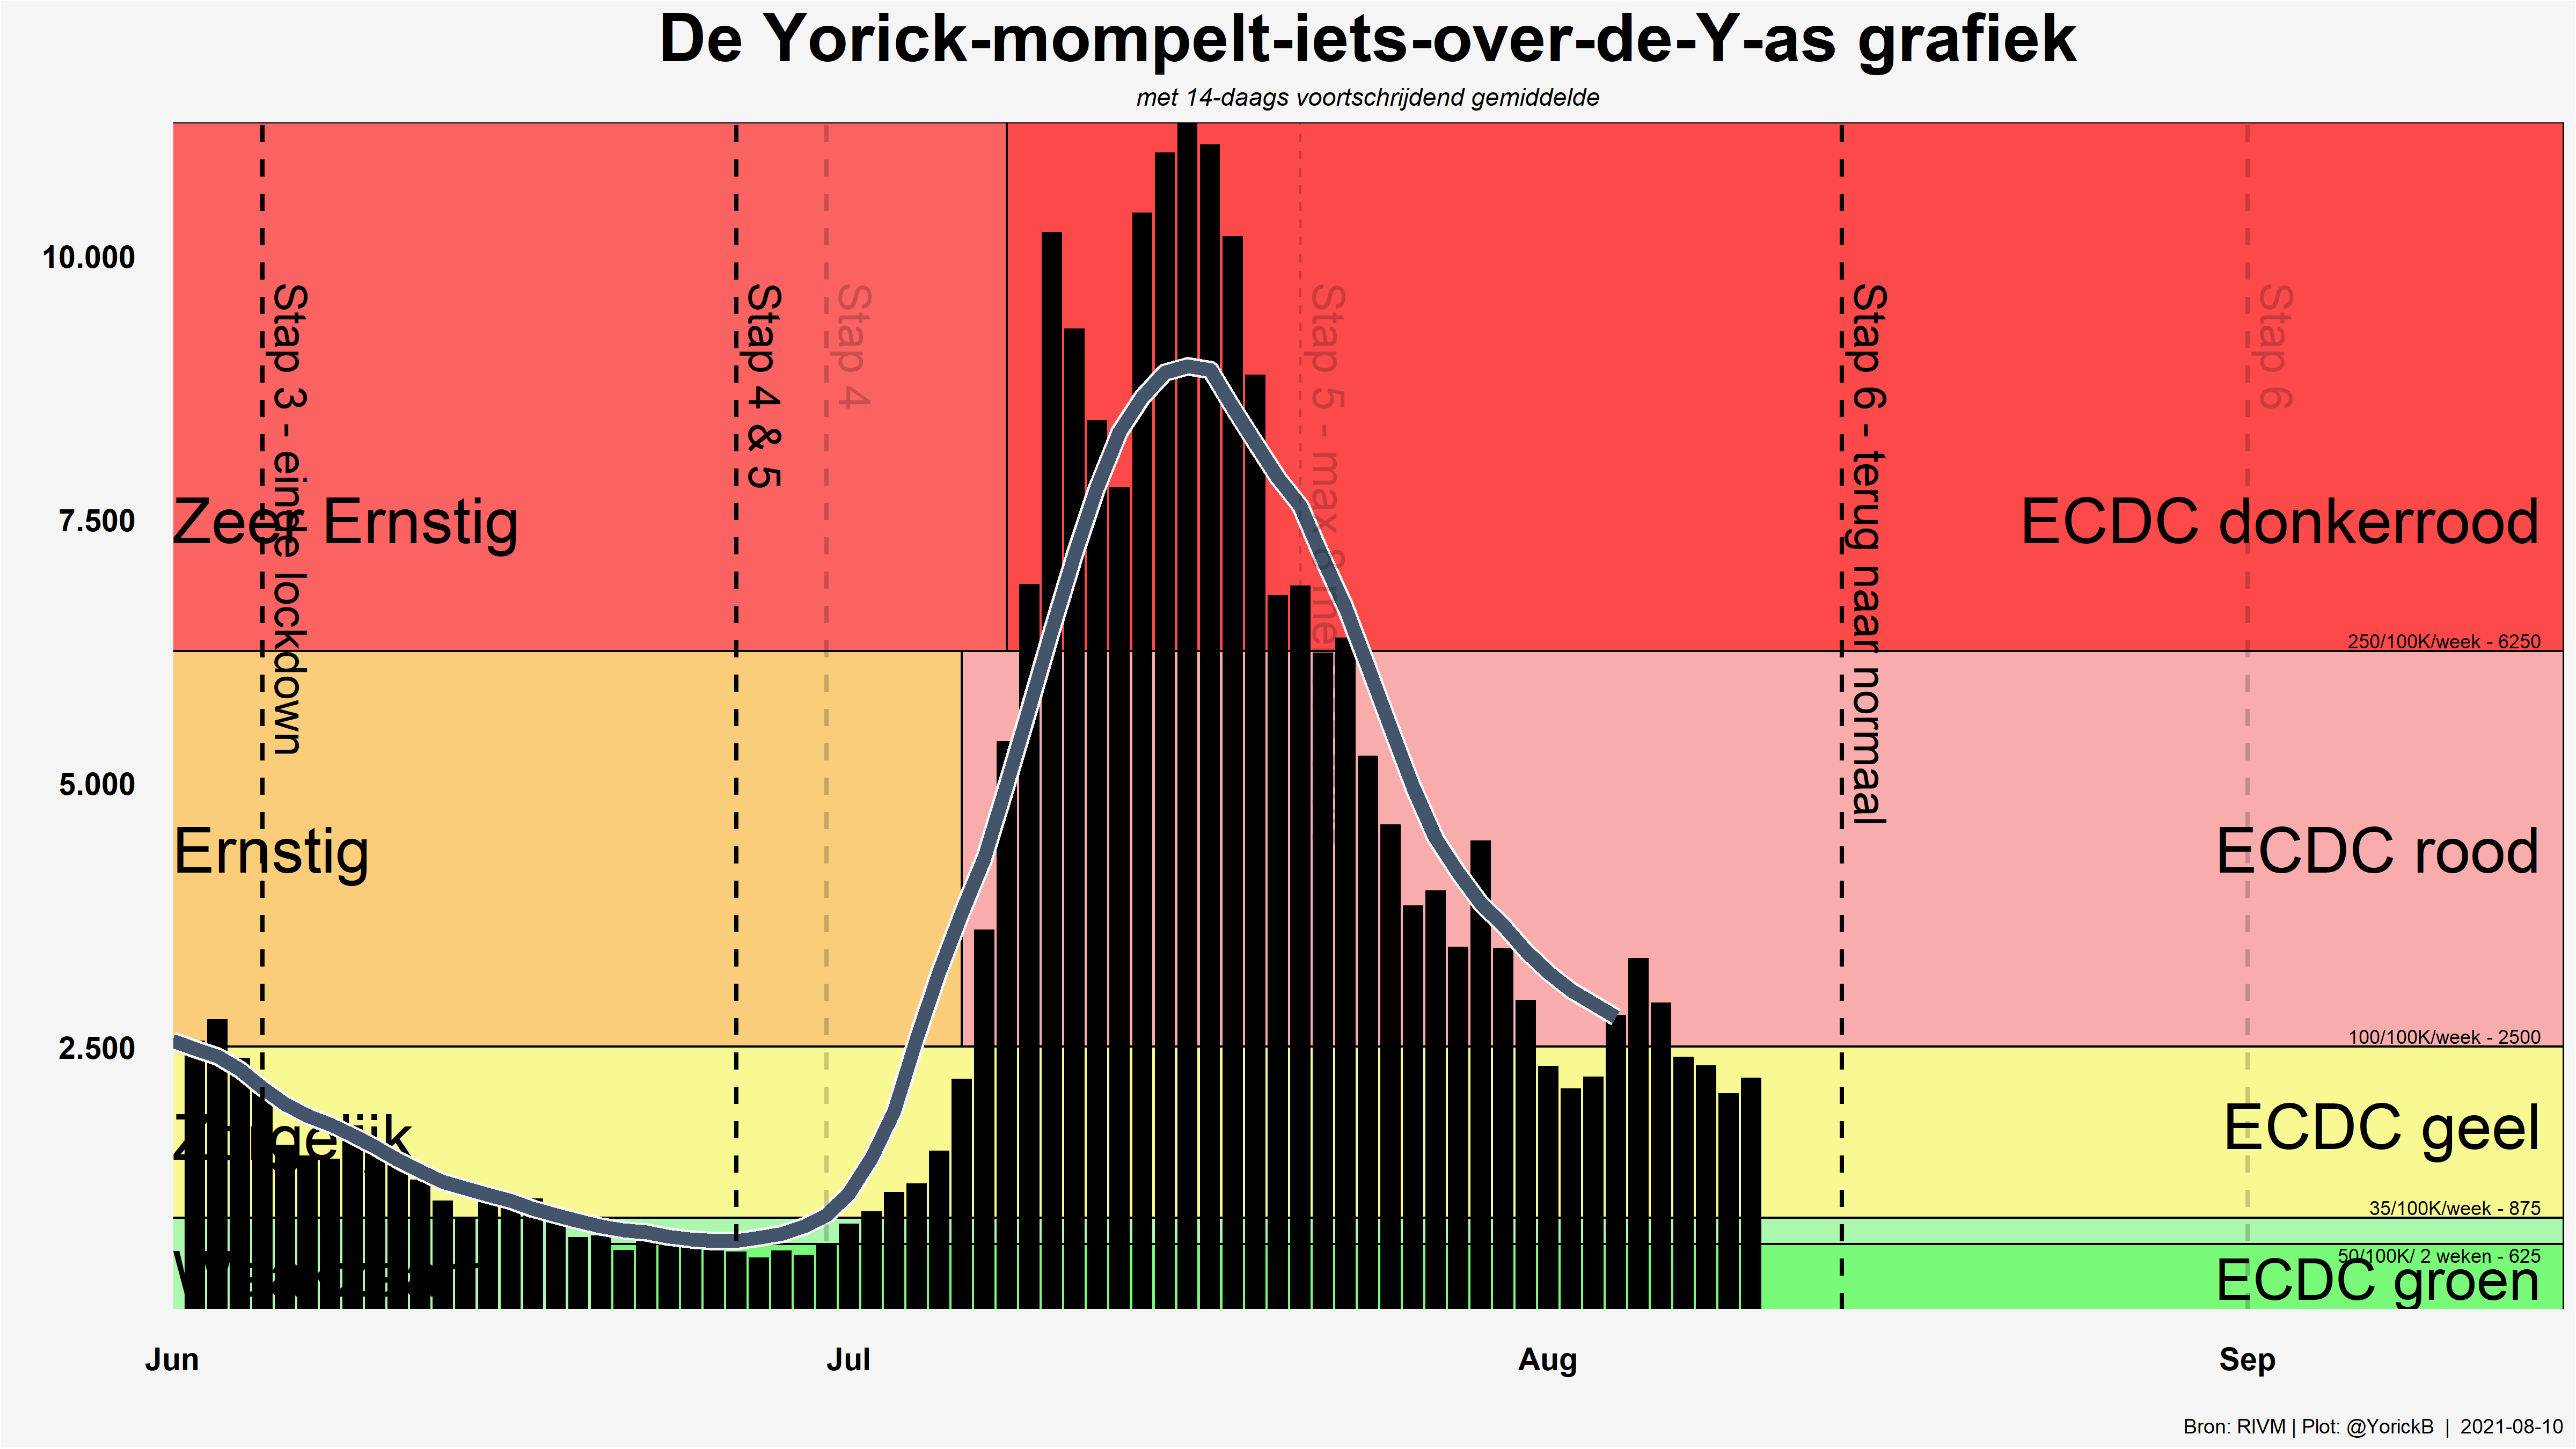 De Yorick-mompelt-iets-over-de-Y-as grafiek
met 14-daags voortschrijdend gemiddelde
10.000
7.500
5.000
2.500
Stap 3 - einde lockdown
Stap 4 & 5
Stap 4
Stap 5 - max
Stap 6 - terug naar normaal
Stap 6
Zeer Ernstig
ECDC donkerrood
250/100K/week - 6250
Ernstig
ECDC rood
100/100K/week - 2500
Zorgelijk
ECDC geel
35/100K/week - 875
50/100K/ 2 weken - 625
ECDC groen
Jun
Jul
Aug
Sep
Bron: RIVM | Plot: @YorickB | 2021-08-10